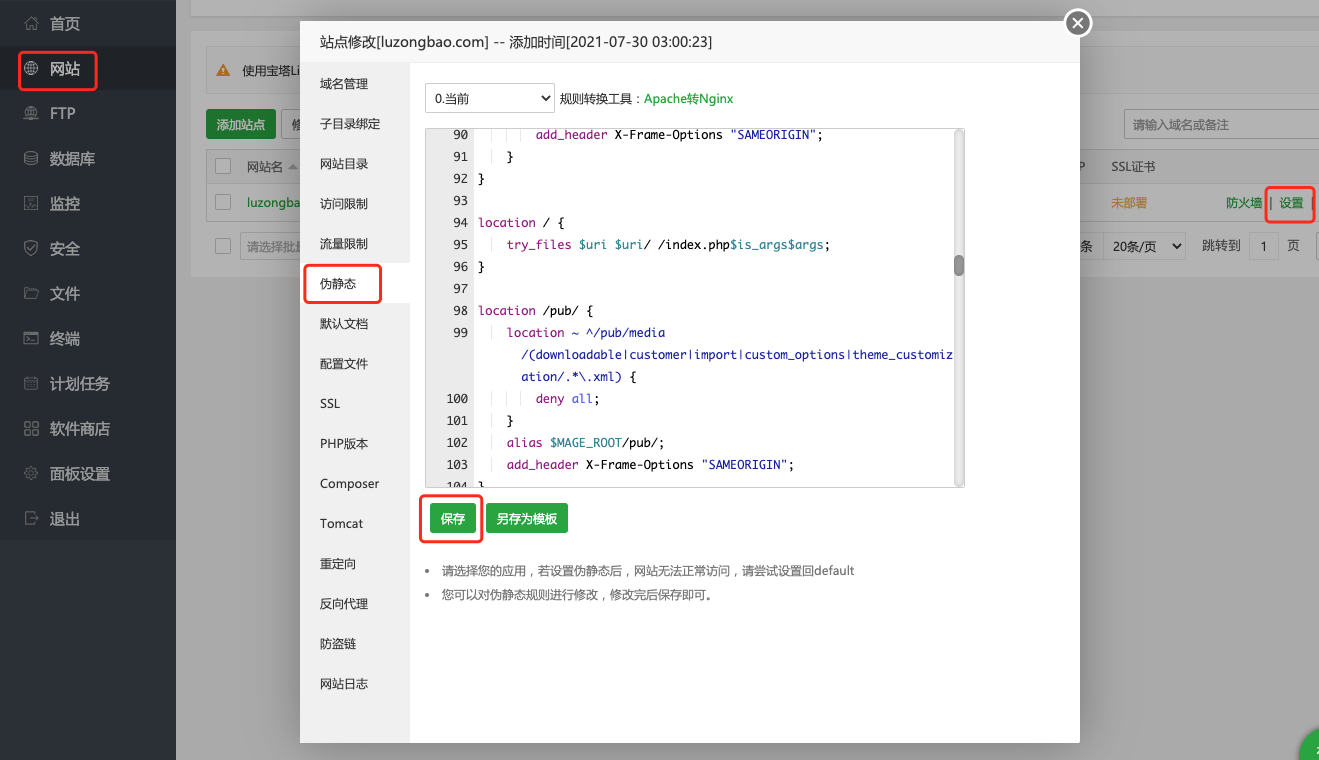 首页
网站
FTP
数据库
监控
安全
文件
终端
计划任务
软件商店
面板设置
退出
使用宝塔Li
添加站点
请输入域名或备注
网站名
SSL证书
luzongba
未部署
防火墙 | 设置 |
请选择批
条
20条/页
跳转到
1
页
站点修改[luzongbao.com] -- 添加时间[2021-07-30 03:00:23]
域名管理
子目录绑定
网站目录
访问限制
流量限制
伪静态
默认文档
配置文件
SSL
PHP版本
Composer
Tomcat
重定向
反向代理
防盗链
网站日志
0.当前
规则转换工具：Apache转Nginx
90 add_header X-Frame-Options "SAMEORIGIN";
91 }
92 }
93
94 location / {
95 try_files $uri $uri/ /index.php$is_args$args;
96 }
97
98 location /pub/ {
99 location ~ ^/pub/media
/(downloadable|customer|import|custom_options|theme_customiz
ation/.*\.xml) {
100 deny all;
101 }
102 alias $MAGE_ROOT/pub/;
103 add_header X-Frame-Options "SAMEORIGIN";
104 }
保存
另存为模板
• 请选择您的应用，若设置伪静态后，网站无法正常访问，请尝试设置回default
• 您可以对伪静态规则进行修改，修改完后保存即可。